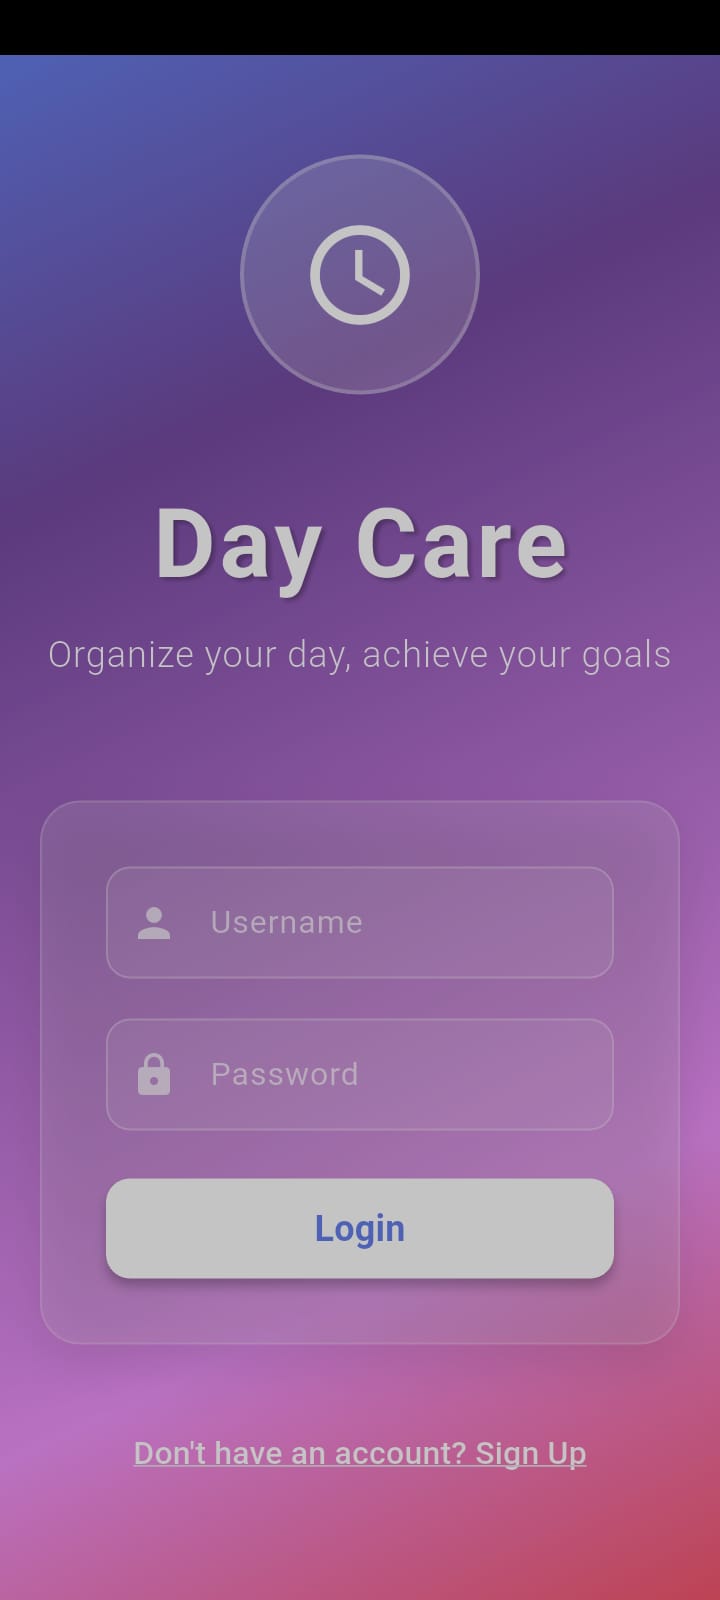 Day Care
Organize your day, achieve your goals
Username
Password
Login
Don't have an account? Sign Up